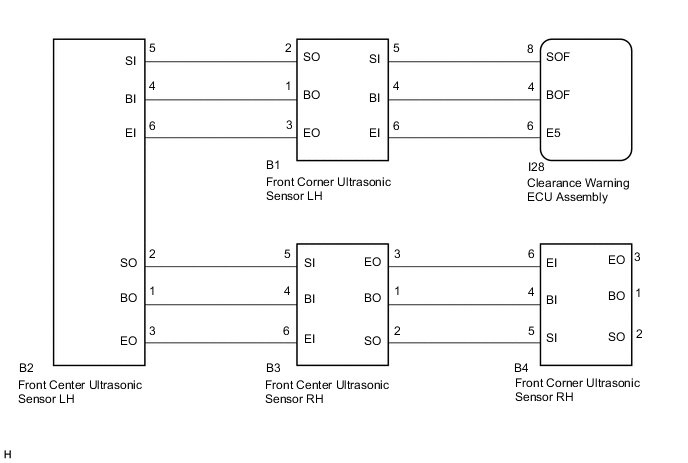 5 2 5 8
SI SO SI SOF
4 1 4 4
BI BO BI BOF
6 3 6 6
EI EO EI E5
B1
Front Corner Ultrasonic
Sensor LH
I28
Clearance Warning
ECU Assembly
2 5 3 6 3
SO SI EO EI EO
1 4 1 4 1
BO BI BO BI BO
3 6 2 5 2
EO EI SO SI SO
B2
Front Center Ultrasonic
Sensor LH
B3
Front Center Ultrasonic
Sensor RH
B4
Front Corner Ultrasonic
Sensor RH
H